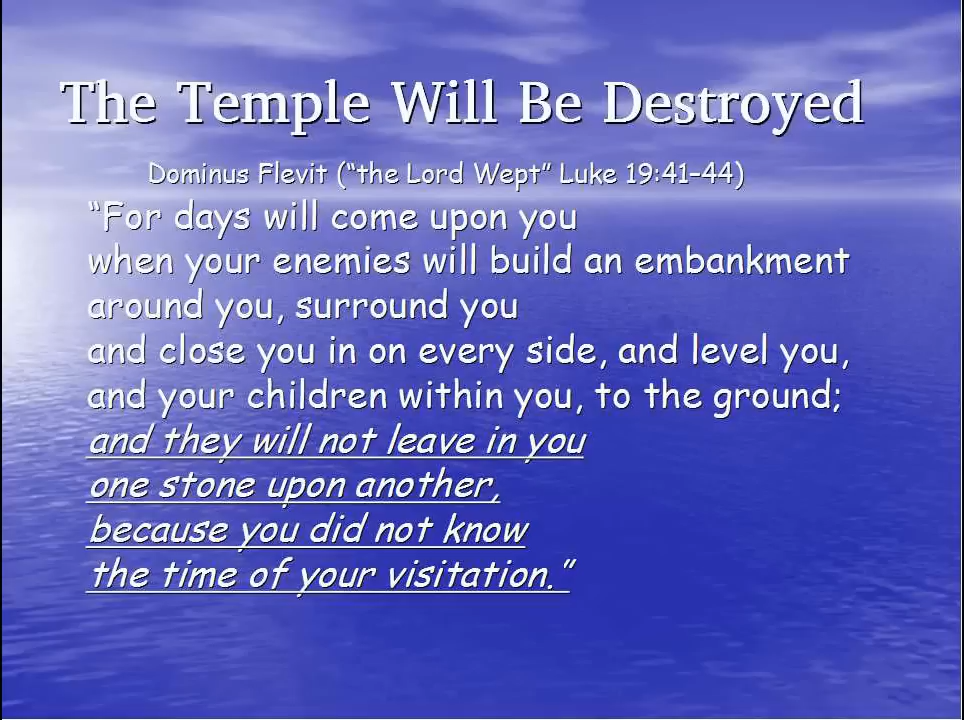 The Temple Will Be Destroyed
Dominus Flevit (“the Lord Wept” Luke 19:41–44)
“For days will come upon you
when your enemies will build an embankment
around you, surround you
and close you in on every side, and level you,
and your children within you, to the ground;
and they will not leave in you
one stone upon another,
because you did not know
the time of your visitation.”